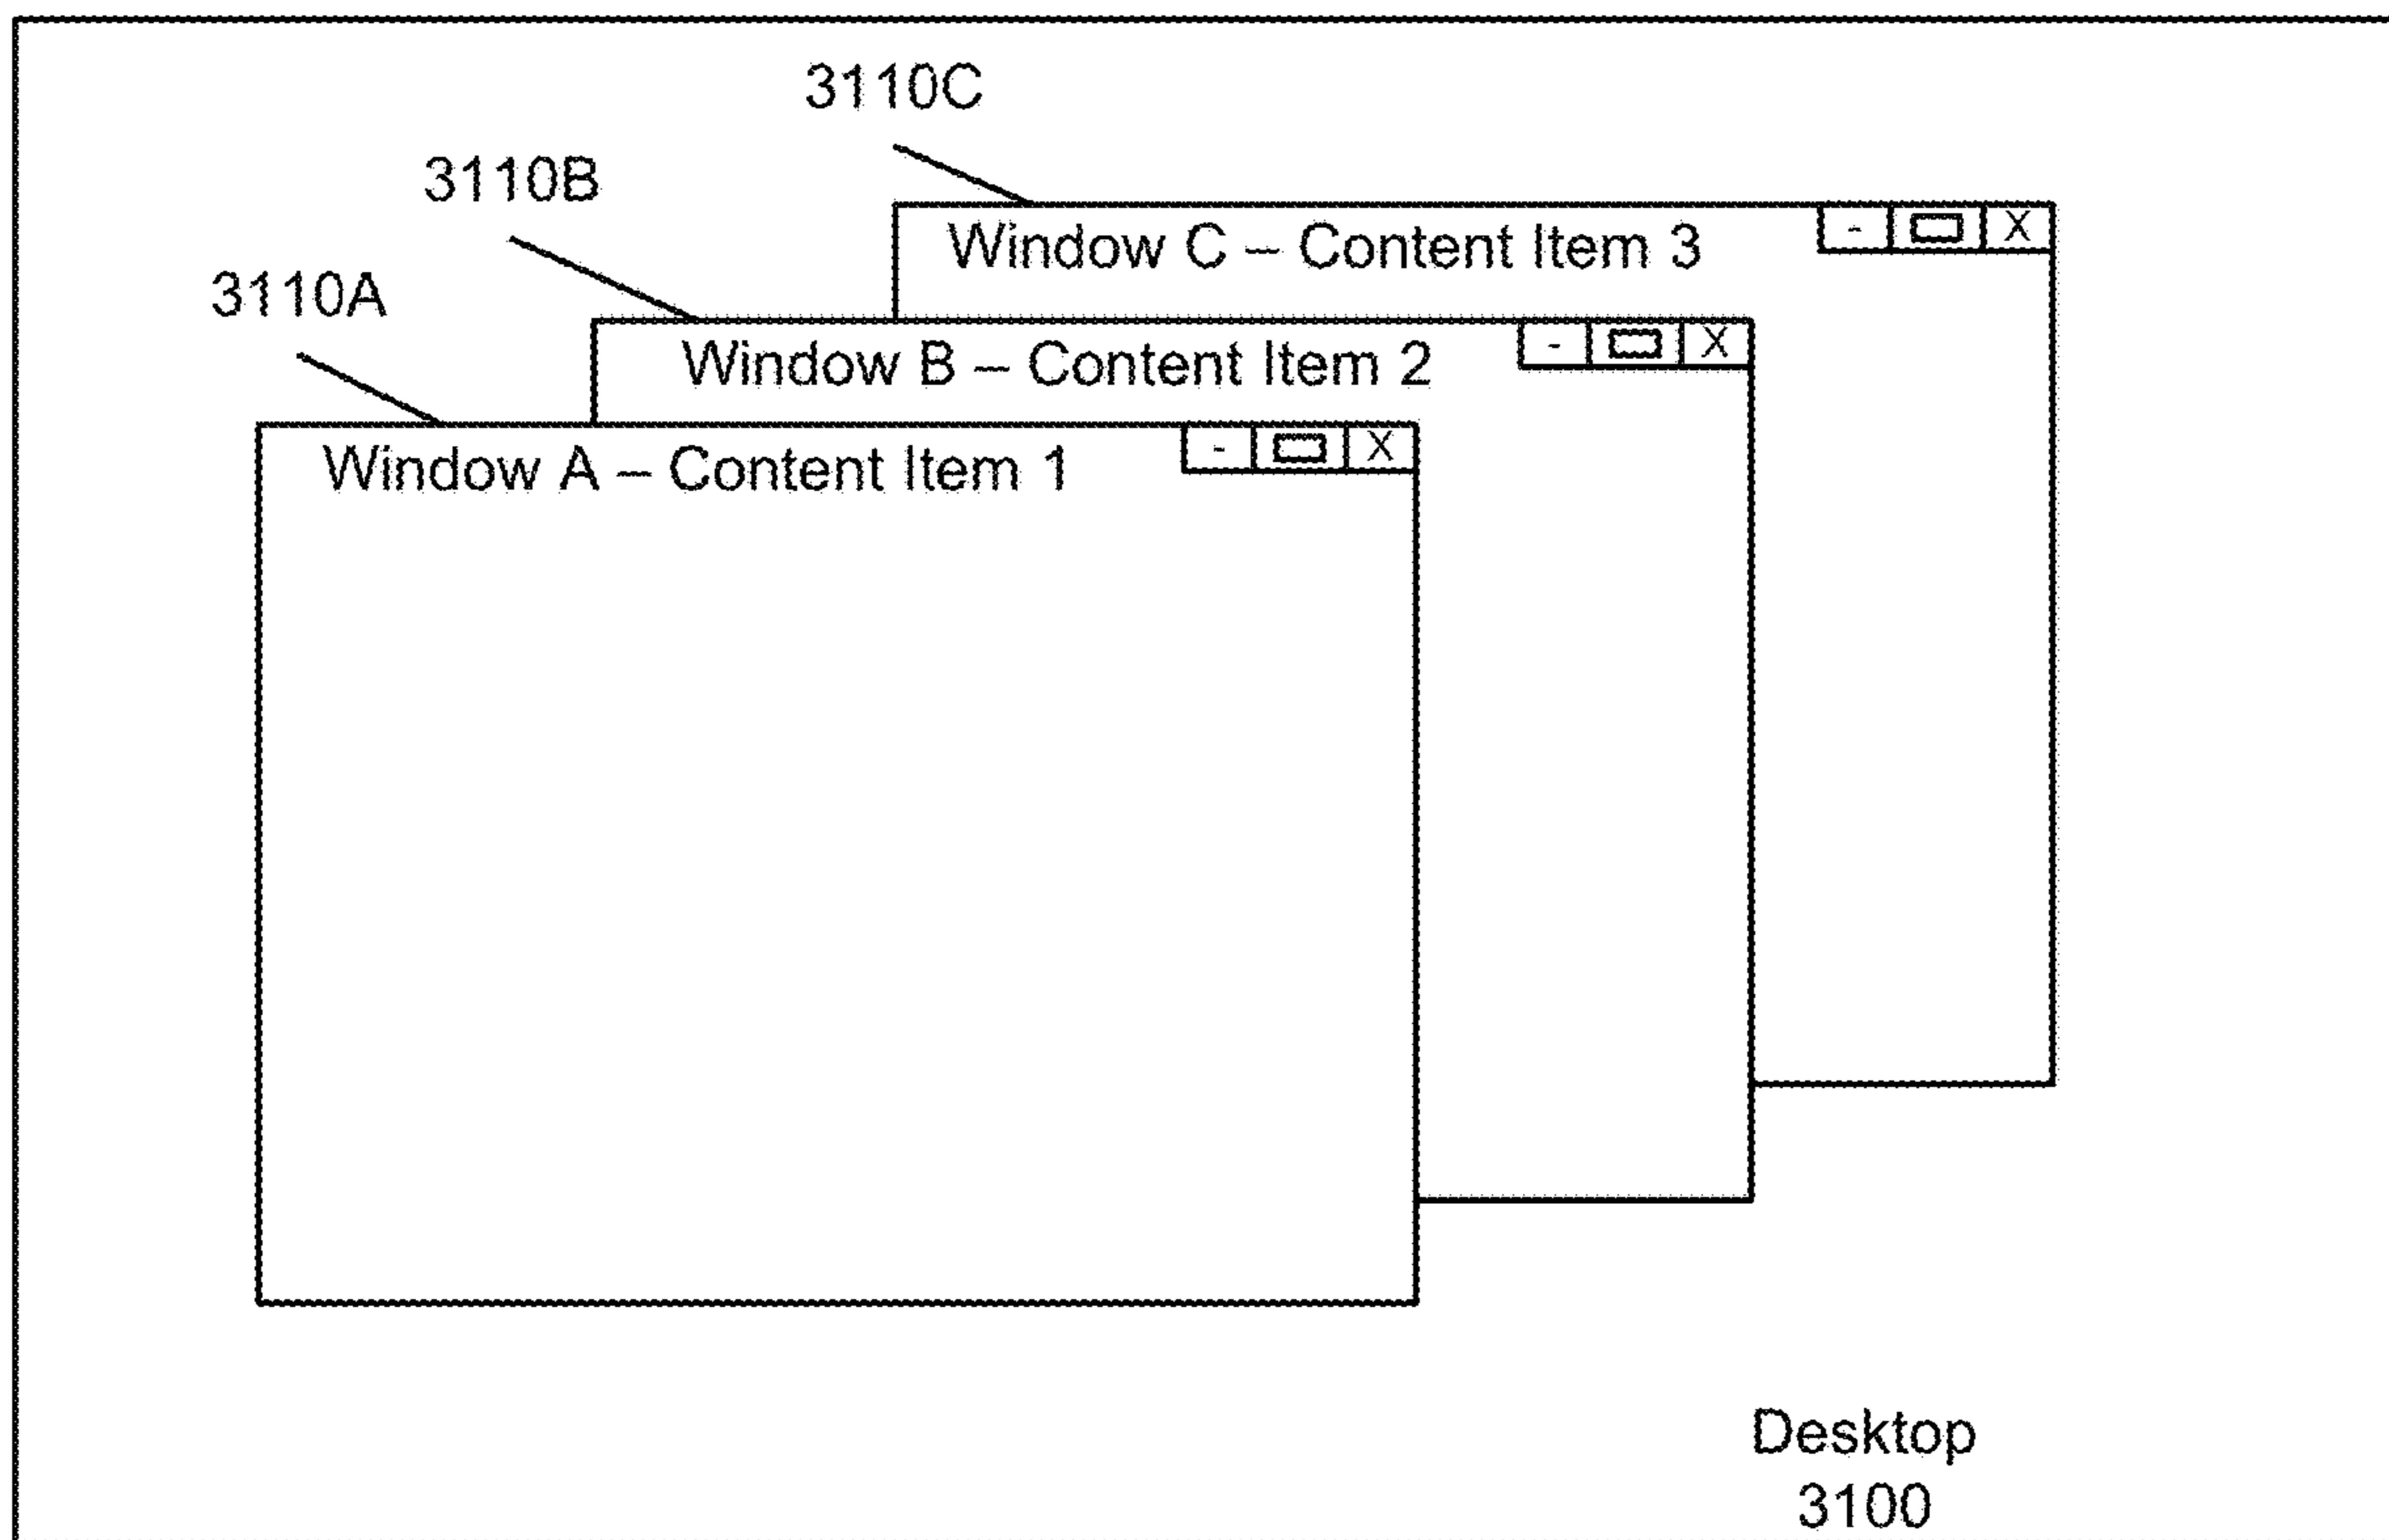 3110C
3110B
Window C – Content Item 3 - X
3110A
Window B – Content Item 2 - X
Window A – Content Item 1 - X
Desktop
3100